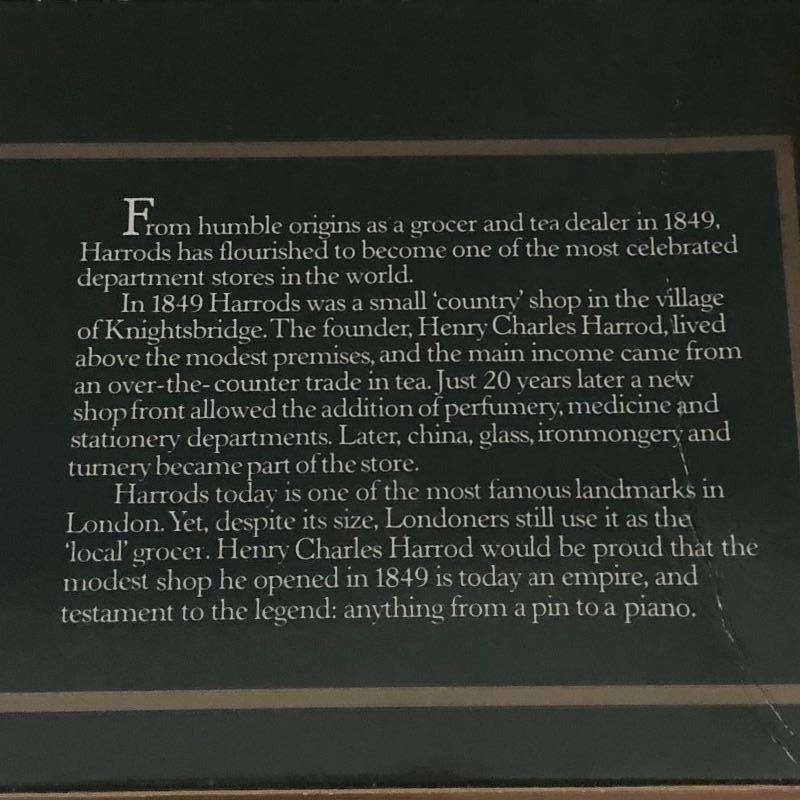 From humble origins as a grocer and tea dealer in 1849,
Harrods has flourished to become one of the most celebrated
department stores in the world.
In 1849 Harrods was a small ‘country’ shop in the village
of Knightsbridge. The founder, Henry Charles Harrod, lived
above the modest premises, and the main income came from
an over-the-counter trade in tea. Just 20 years later a new
shop front allowed the addition of perfumery, medicine and
stationery departments. Later, china, glass, ironmongery and
turnery became part of the store.
Harrods today is one of the most famous landmarks in
London. Yet, despite its size, Londoners still use it as the
‘local’ grocer. Henry Charles Harrod would be proud that the
modest shop he opened in 1849 is today an empire, and
testament to the legend: anything from a pin to a piano.